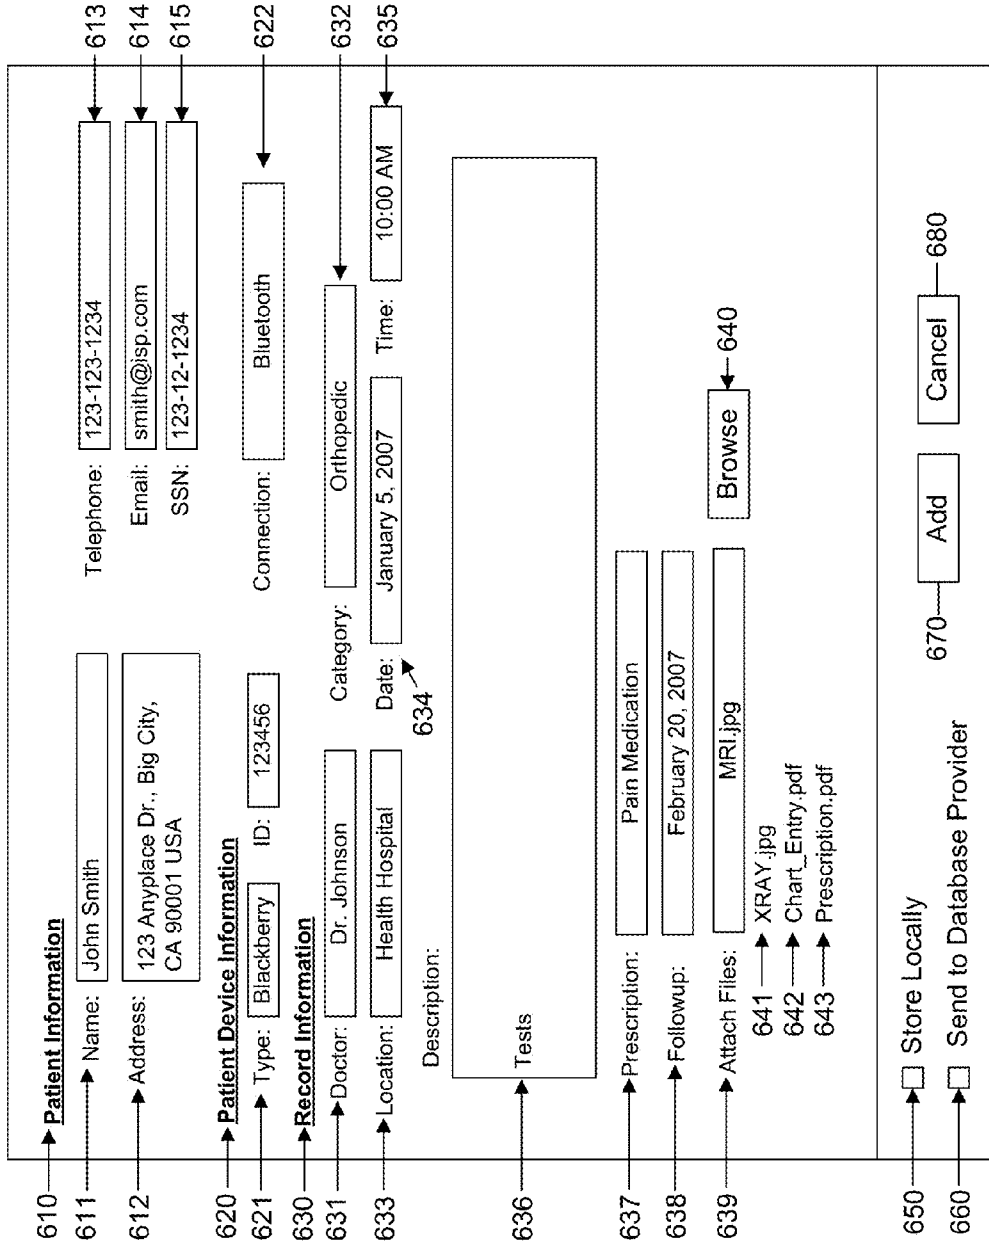 610 Patient Information
611 Name: John Smith Telephone: 123-123-1234 613
612 Address: 123 Anyplace Dr., Big City, Email: smith@isp.com 614
CA 90001 USA SSN: 123-12-1234 615
620 Patient Device Information
621 Type: Blackberry ID: 123456 Connection: Bluetooth 622
630 Record Information
631 Doctor: Dr. Johnson Category: Orthopedic 632
633 Location: Health Hospital Date: January 5, 2007 Time: 10:00 AM 635
634
Description:
636 Tests
637 Prescription: Pain Medication
638 Followup: February 20, 2007
639 Attach Files: MRI.jpg Browse 640
641 XRAY.jpg
642 Chart_Entry.pdf
643 Prescription.pdf
650 Store Locally
660 Send to Database Provider
670 Add Cancel 680